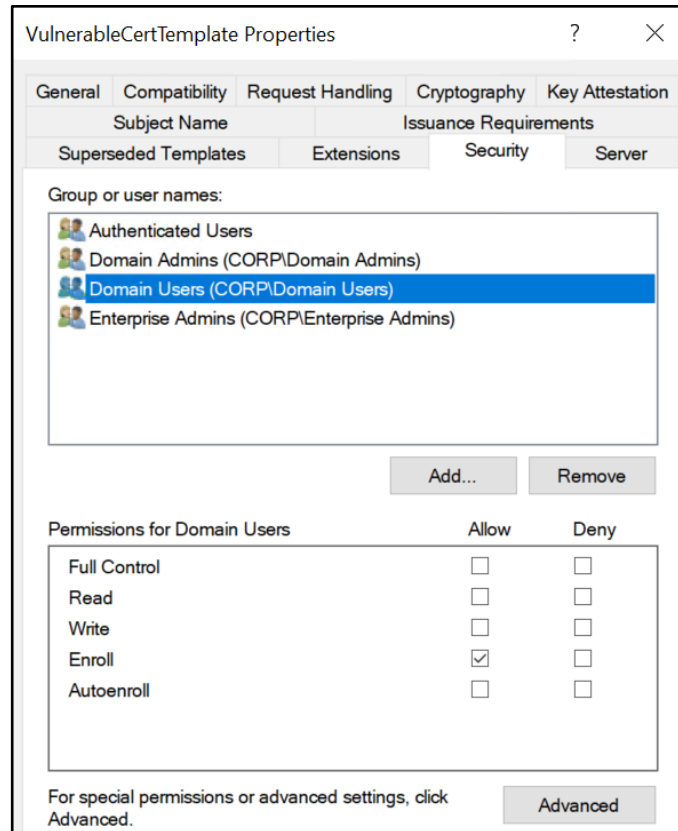 VulnerableCertTemplate Properties ?
General Compatibility Request Handling Cryptography Key Attestation
Subject Name Issuance Requirements
Superseded Templates Extensions Security Server
Group or user names:
Authenticated Users
Domain Admins (CORP\Domain Admins)
Domain Users (CORP\Domain Users)
Enterprise Admins (CORP\Enterprise Admins)
Add... Remove
Permissions for Domain Users Allow Deny
Full Control
Read
Write
Enroll
Autoenroll
For special permissions or advanced settings, click
Advanced.
Advanced